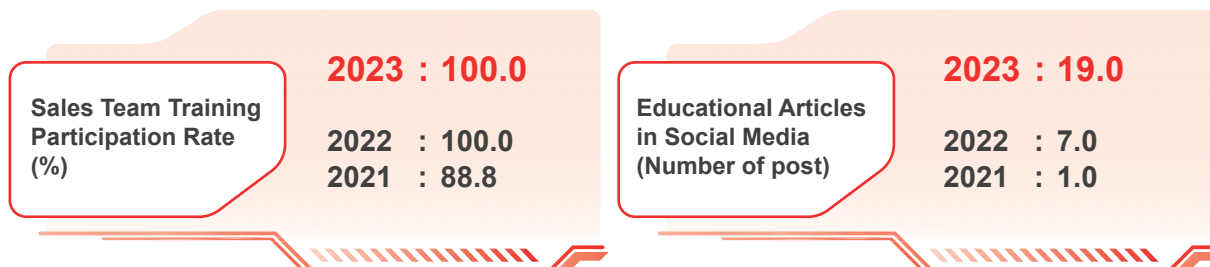 Sales Team Training
Participation Rate
(%)
2023 : 100.0
2022 : 100.0
2021 : 88.8
Educational Articles
in Social Media
(Number of post)
2023 : 19.0
2022 : 7.0
2021 : 1.0